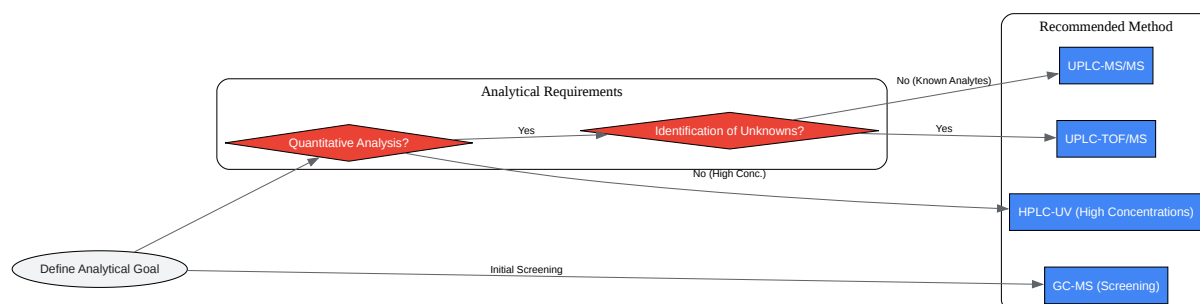 Recommended Method
UPLC-MS/MS
No (Known Analytes)
Analytical Requirements
Quantitative Analysis?
Yes
Identification of Unknowns?
Yes
UPLC-TOF/MS
No (High Conc.)
HPLC-UV (High Concentrations)
Define Analytical Goal
Initial Screening
GC-MS (Screening)